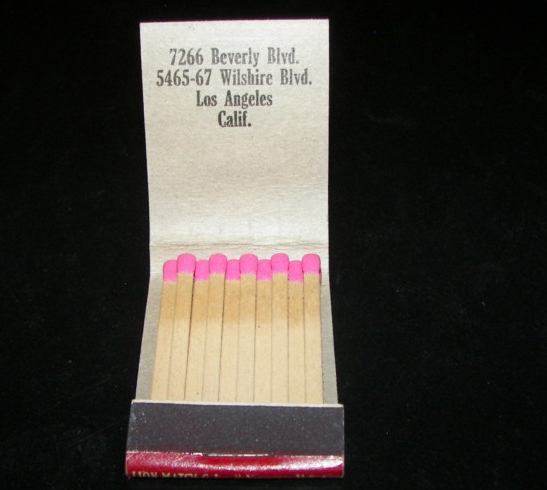 7266 Beverly Blvd.
5465-67 Wilshire Blvd.
Los Angeles
Calif.